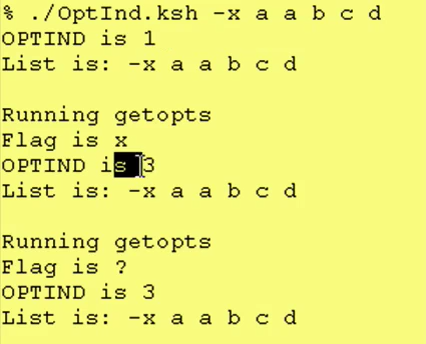 % ./OptInd.ksh -x a a b c d
OPTIND is 1
List is: -x a a b c d
Running getopts
Flag is x
OPTIND is 3
List is: -x a a b c d
Running getopts
Flag is ?
OPTIND is 3
List is: -x a a b c d